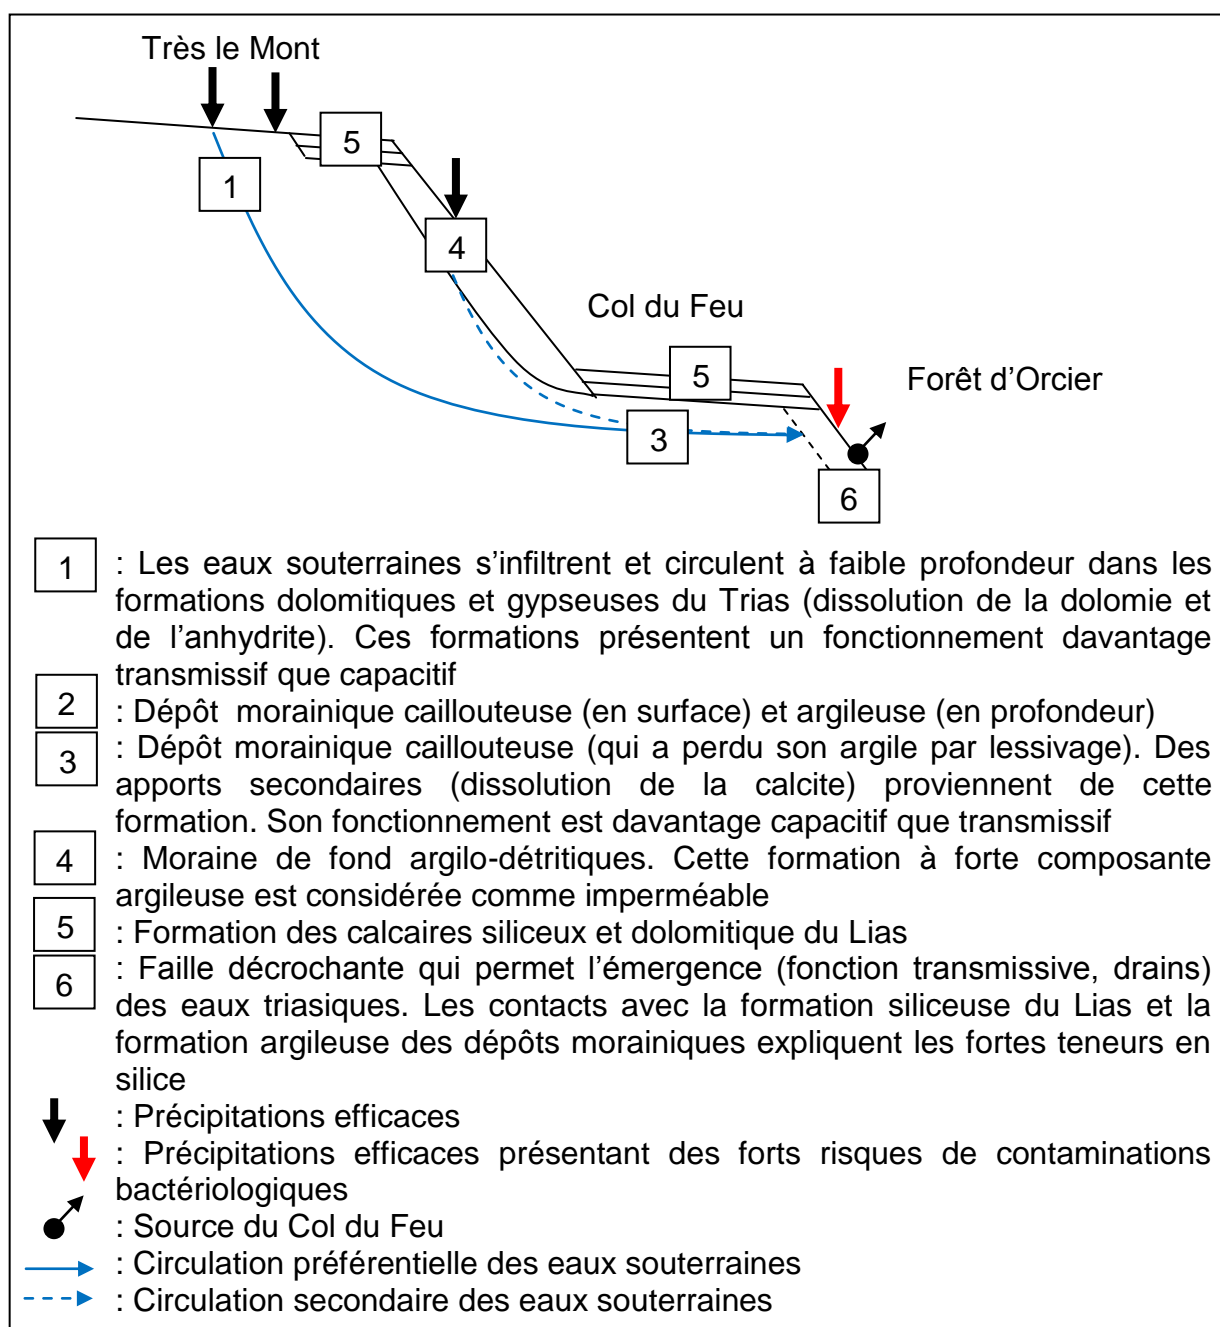 Très le Mont
5
1
4
Col du Feu
5
Forêt d’Orcier
3
6
1 : Les eaux souterraines s’infiltrent et circulent à faible profondeur dans les
formations dolomitiques et gypseuses du Trias (dissolution de la dolomie et
de l’anhydrite). Ces formations présentent un fonctionnement davantage
transmissif que capacitif
2 : Dépôt morainique caillouteuse (en surface) et argileuse (en profondeur)
3 : Dépôt morainique caillouteuse (qui a perdu son argile par lessivage). Des
apports secondaires (dissolution de la calcite) proviennent de cette
formation. Son fonctionnement est davantage capacitif que transmissif
4 : Moraine de fond argilo-détritiques. Cette formation à forte composante
argileuse est considérée comme imperméable
5 : Formation des calcaires siliceux et dolomitique du Lias
6 : Faille décrochante qui permet l’émergence (fonction transmissive, drains)
des eaux triasiques. Les contacts avec la formation siliceuse du Lias et la
formation argileuse des dépôts morainiques expliquent les fortes teneurs en
silice
: Précipitations efficaces
: Précipitations efficaces présentant des forts risques de contaminations
bactériologiques
: Source du Col du Feu
: Circulation préférentielle des eaux souterraines
: Circulation secondaire des eaux souterraines